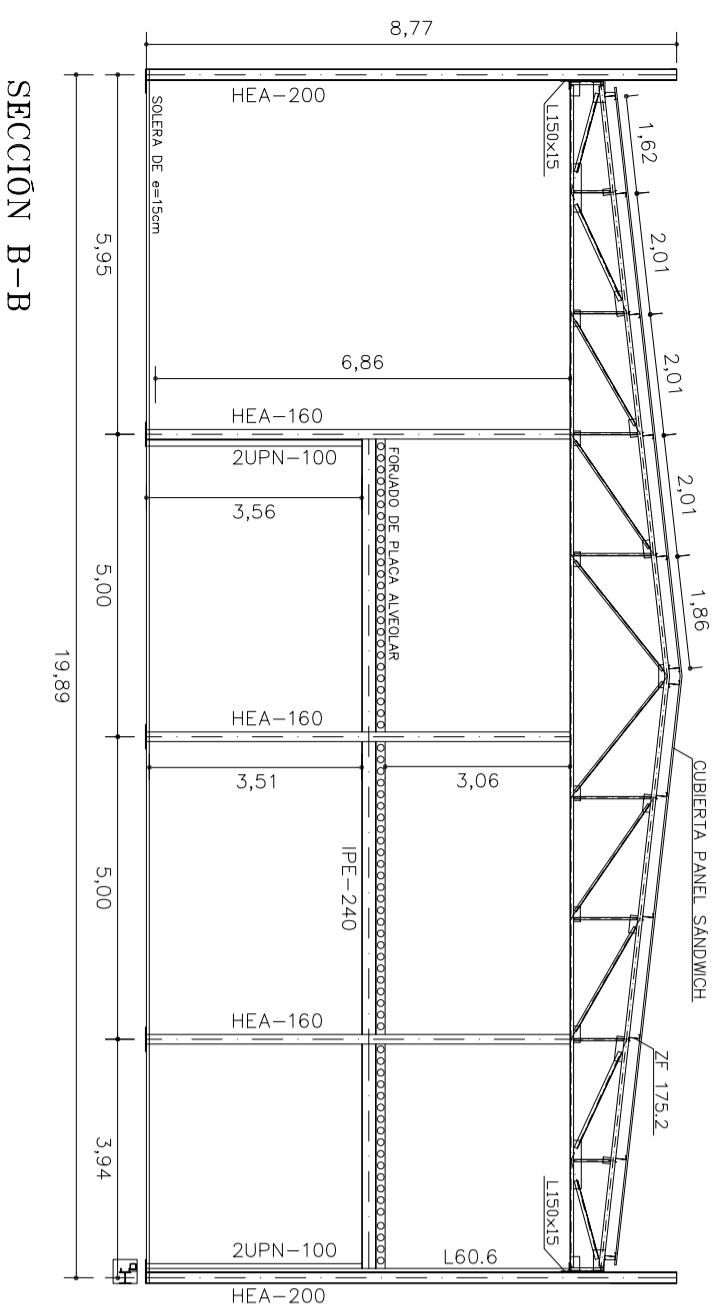 8,77
HEA-200
SOLERA DE e=15cm
L150x15
1,62
2,01
2,01
2,01
1,86
5,95
6,86
HEA-160
2UPN-100
FORJADO DE PLACA ALVEOLAR
3,56
5,00
19,89
HEA-160
3,51
3,06
CUBIERTA PANEL SÁNDWICH
IPE-240
5,00
HEA-160
ZF 175.2
3,94
2UPN-100
L60.6
L150x15
HEA-200
SECCIÓN B-B